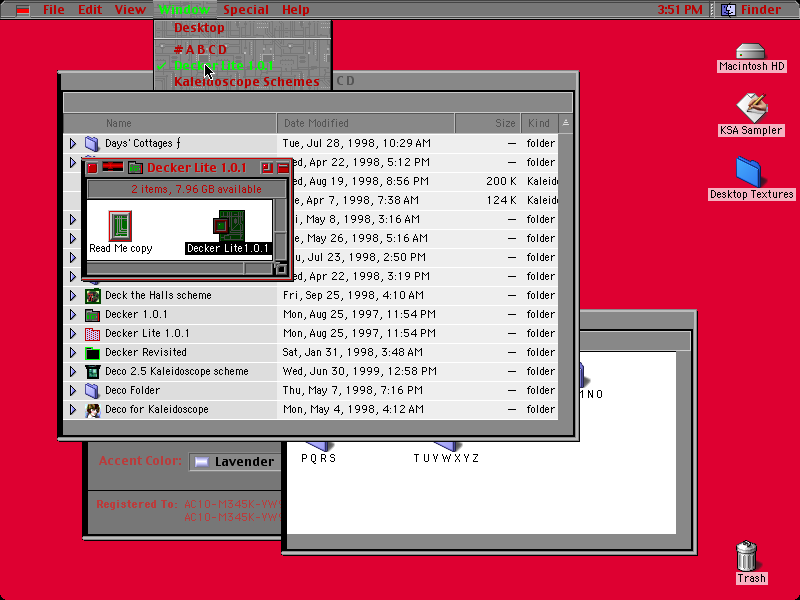 File Edit View Window Special Help 3:51 PM Finder
Desktop
# A B C D
Decker Lite 1.0.1
Kaleidoscope Schemes
C D
Macintosh HD
KSA Sampler
Desktop Textures
Name Date Modified Size Kind
Days' Cottages ƒ Tue, Jul 28, 1998, 10:29 AM — folder
Wed, Apr 22, 1998, 5:12 PM — folder
Decker Lite 1.0.1
ed, Aug 19, 1998, 8:56 PM 200 K Kaleid
2 items, 7.96 GB available
e, Apr 7, 1998, 7:38 AM 124 K Kaleid
ri, May 8, 1998, 3:16 AM — folder
e, May 26, 1998, 5:16 AM — folder
Read Me copy
Decker Lite 1.0.1
u, Jul 23, 1998, 2:50 PM — folder
ed, Apr 22, 1998, 3:19 PM — folder
Deck the Halls scheme Fri, Sep 25, 1998, 4:10 AM — folder
Decker 1.0.1 Mon, Aug 25, 1997, 11:54 PM — folder
Decker Lite 1.0.1 Mon, Aug 25, 1997, 11:54 PM — folder
Decker Revisited Sat, Jan 31, 1998, 3:48 AM — folder
Deco 2.5 Kaleidoscope scheme Wed, Jun 30, 1999, 12:58 PM — folder
Deco Folder Thu, May 7, 1998, 7:16 PM — folder
Deco for Kaleidoscope Mon, May 4, 1998, 4:12 AM — folder
N O
P Q R S
T U V W X Y Z
Accent Color: Lavender
Registered To: AC10-M345K-VW
AC10-M345K-VW
Trash